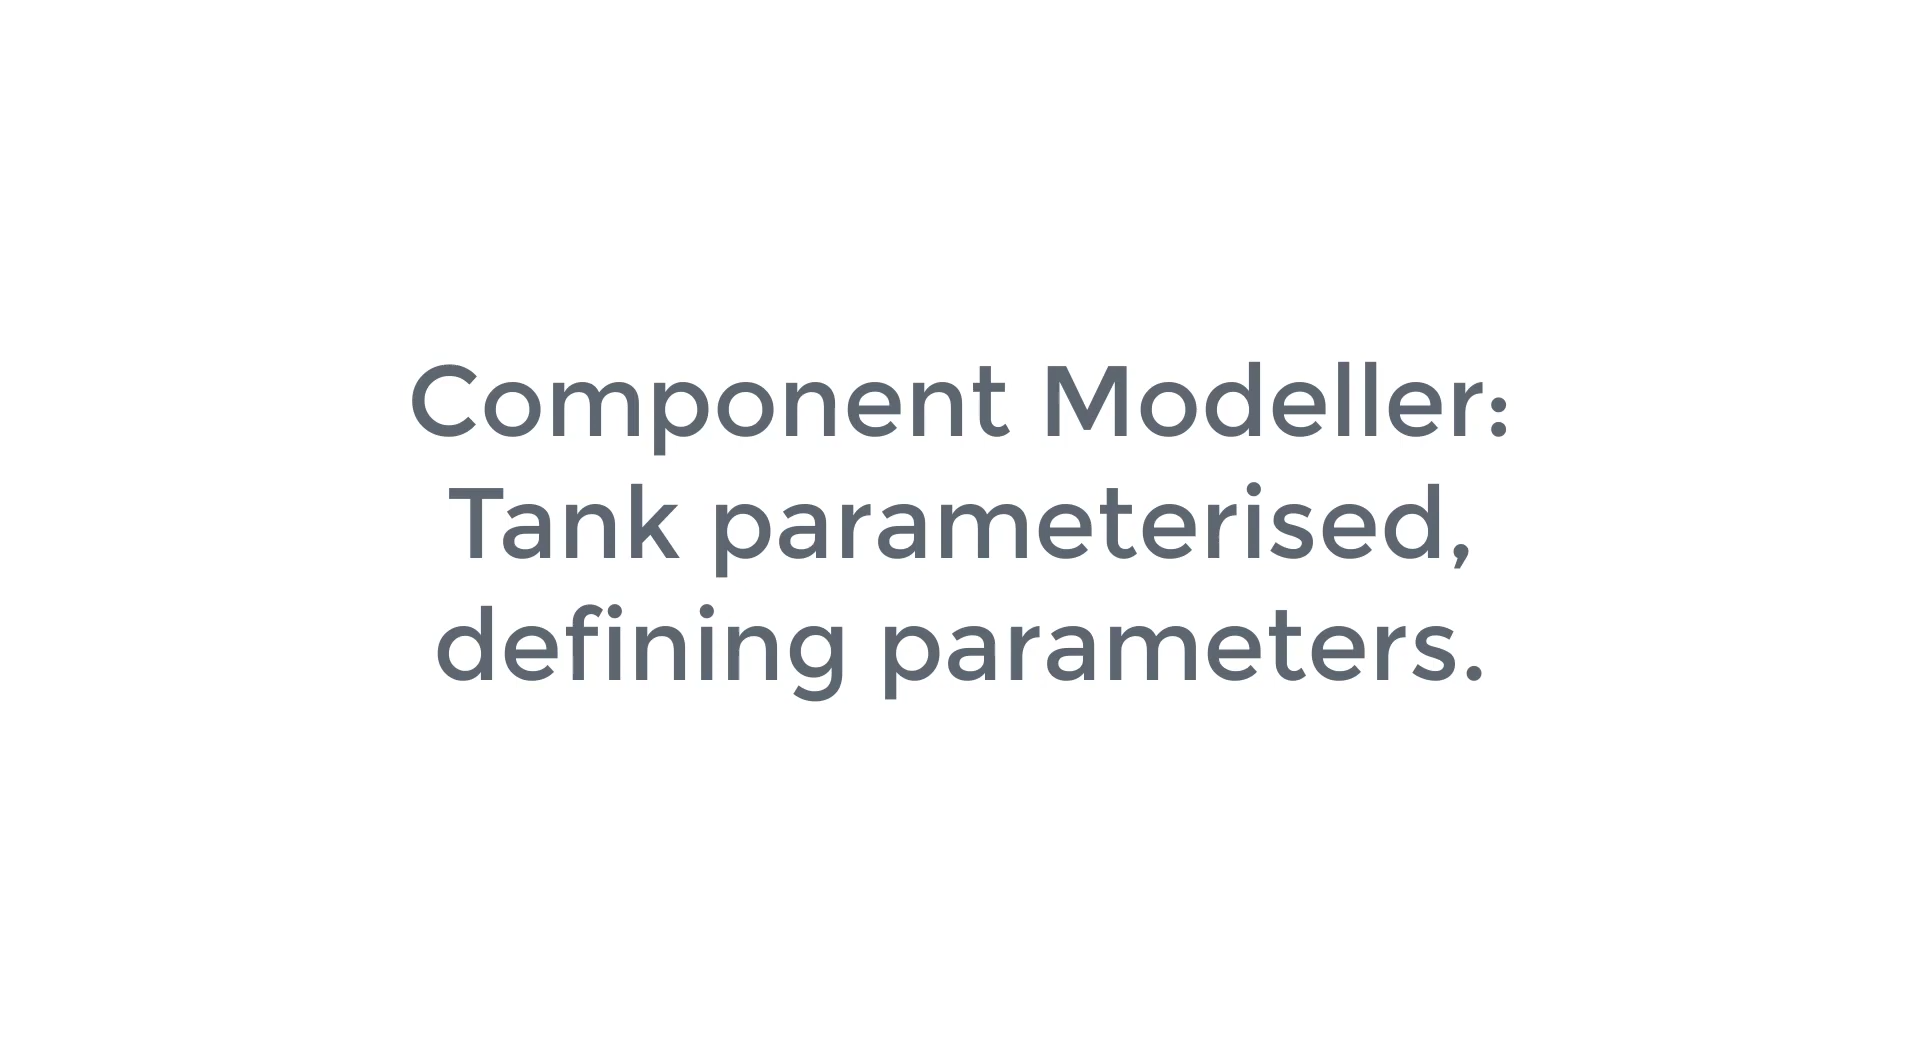 Component Modeller:
Tank parameterised,
defining parameters.